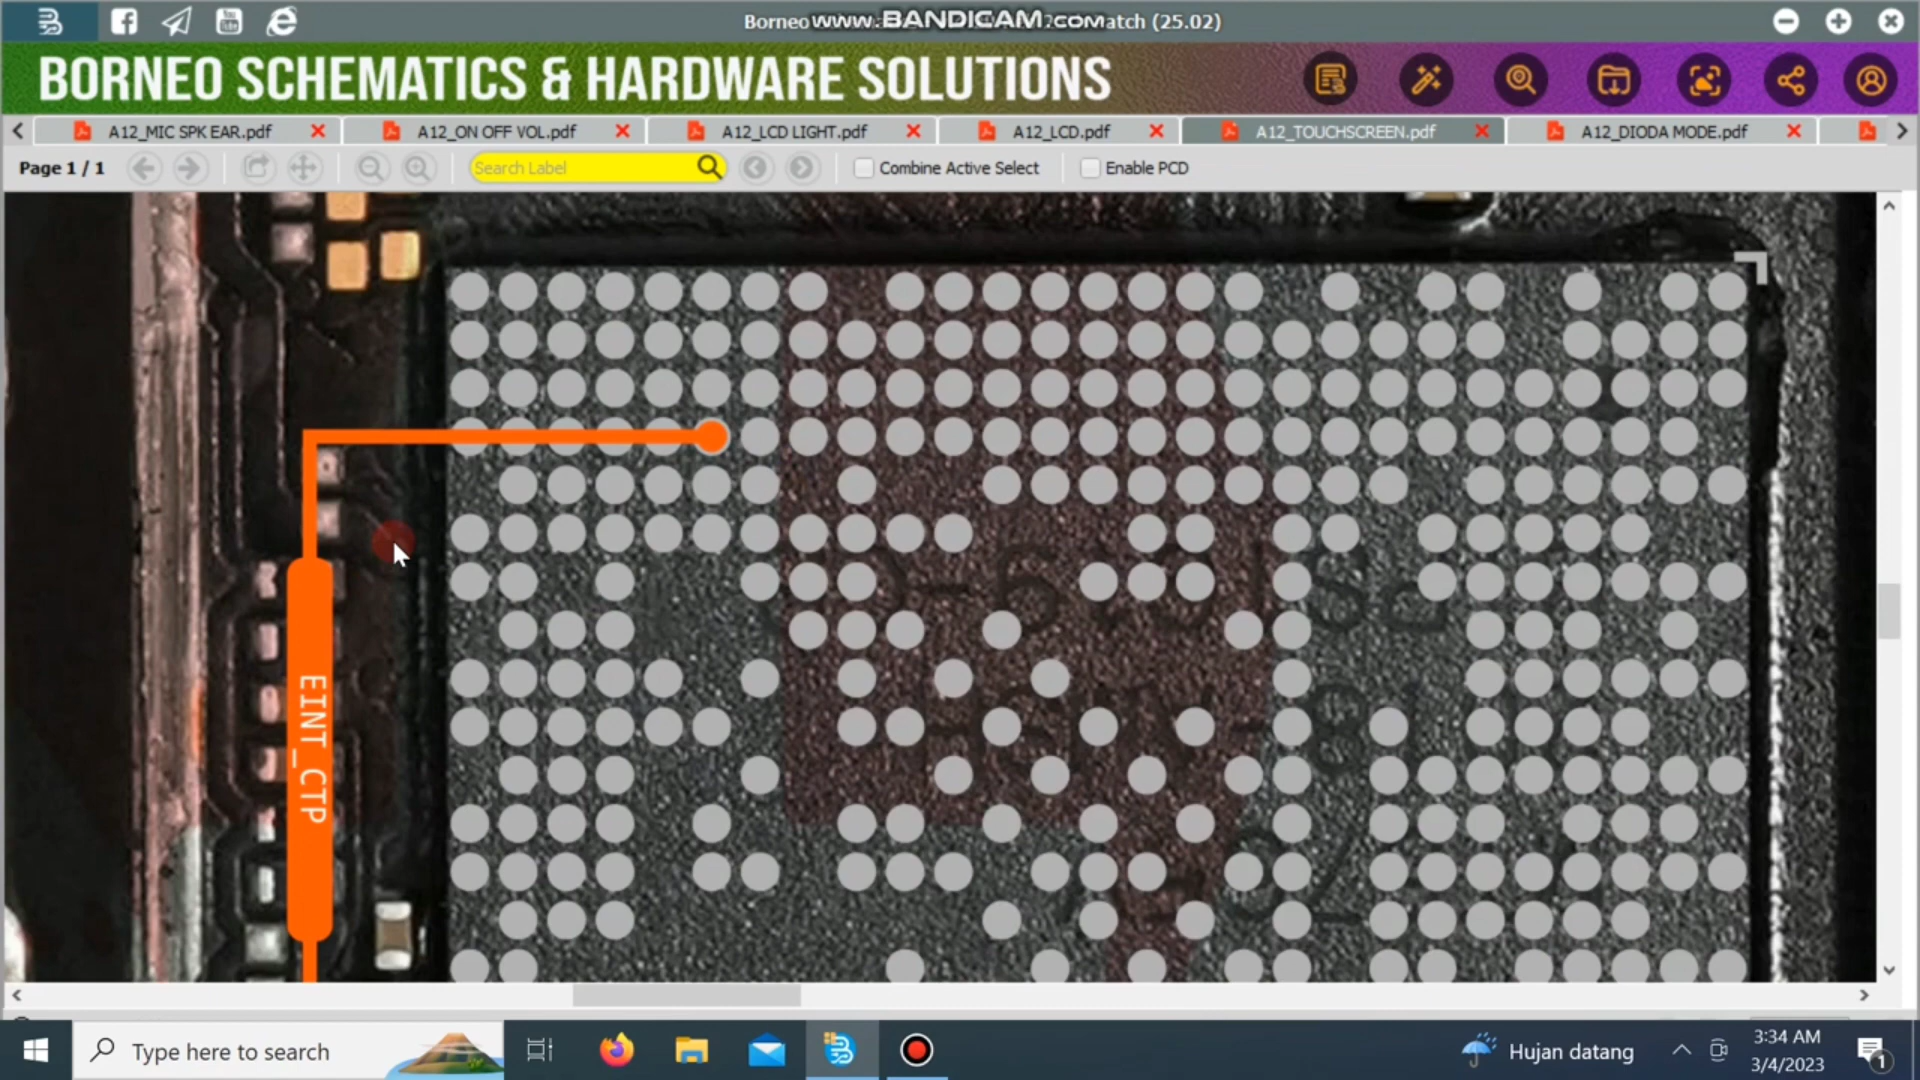 Borneo
www.BANDICAM.com
atch (25.02)
BORNEO SCHEMATICS & HARDWARE SOLUTIONS
A12_MIC SPK EAR.pdf
A12_ON OFF VOL.pdf
A12_LCD LIGHT.pdf
A12_LCD.pdf
A12_TOUCHSCREEN.pdf
A12_DIODA MODE.pdf
Page 1 / 1
Search Label
Combine Active Select
Enable PCD
EINT_CTP
Type here to search
Hujan datang
3:34 AM
3/4/2023
1